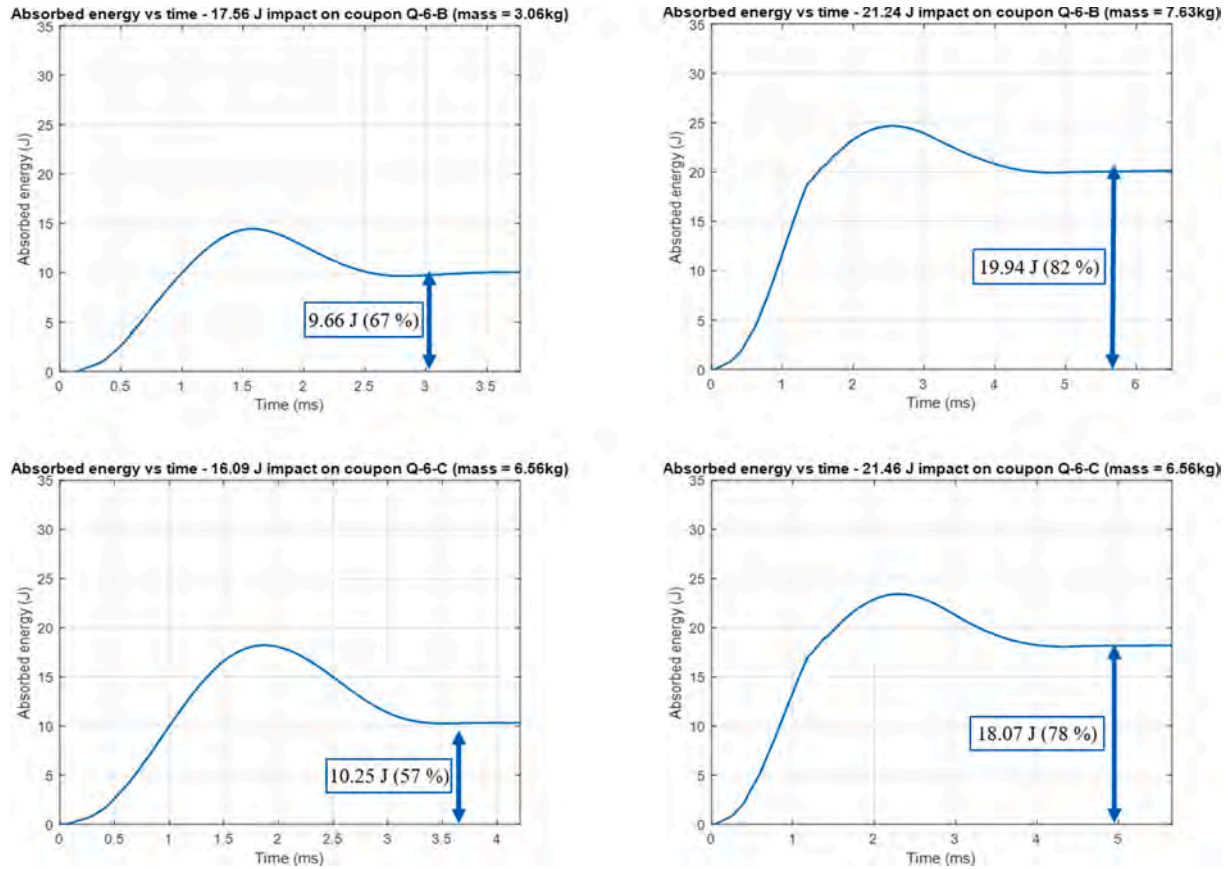 Absorbed energy vs time - 17.56 J impact on coupon Q-6-B (mass = 3.06kg)
35
30
25
20
15
10
5
0
Absorbed energy (J)
9.66 J (67 %)
0 0.5 1 1.5 2 2.5 3 3.5
Time (ms)
Absorbed energy vs time - 21.24 J impact on coupon Q-6-B (mass = 7.63kg)
35
30
25
20
15
10
5
0
Absorbed energy (J)
19.94 J (82 %)
0 1 2 3 4 5 6
Time (ms)
Absorbed energy vs time - 16.09 J impact on coupon Q-6-C (mass = 6.56kg)
35
30
25
20
15
10
5
0
Absorbed energy (J)
10.25 J (57 %)
0 0.5 1 1.5 2 2.5 3 3.5 4
Time (ms)
Absorbed energy vs time - 21.46 J impact on coupon Q-6-C (mass = 6.56kg)
35
30
25
20
15
10
5
0
Absorbed energy (J)
18.07 J (78 %)
0 1 2 3 4 5
Time (ms)